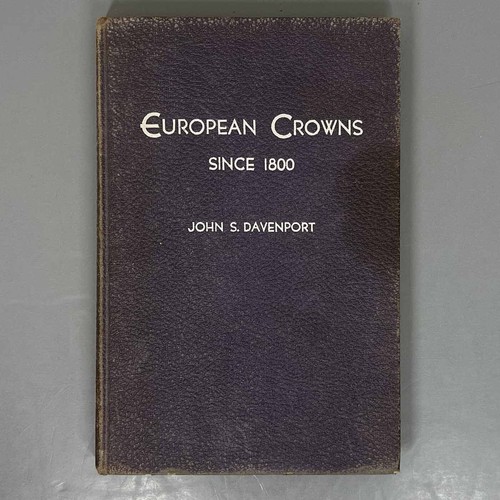 EUROPEAN CROWNS
SINCE 1800
JOHN S. DAVENPORT